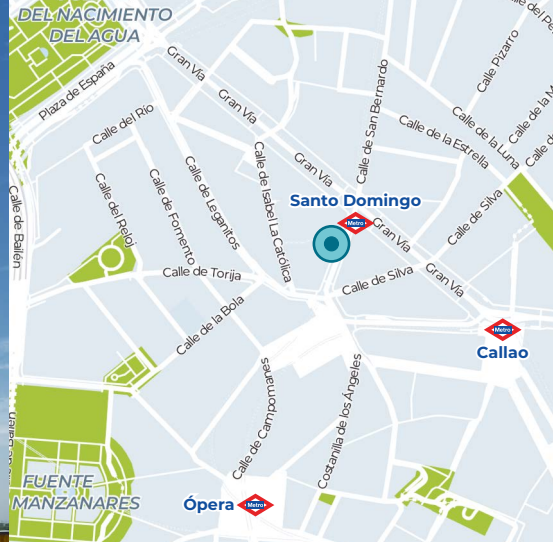 DEL NACIMIENTO
DEL AGUA
Plaza de España
Gran Vía
Gran Vía
Gran Vía
Gran Vía
Gran Vía
Calle Pizarro
Calle de San Bernardo
Calle de la Luna
Calle de la Estrella
Calle del Río
Calle de Leganitos
Calle de Isabel La Católica
Calle de Fomento
Calle del Reloj
Calle de Bailén
Santo Domingo
Metro
Calle de Silva
Calle de Silva
Calle de Torija
Calle de la Bola
Metro
Callao
Calle de Campomanes
Costanilla de los Ángeles
FUENTE
MANZANARES
Ópera
Metro